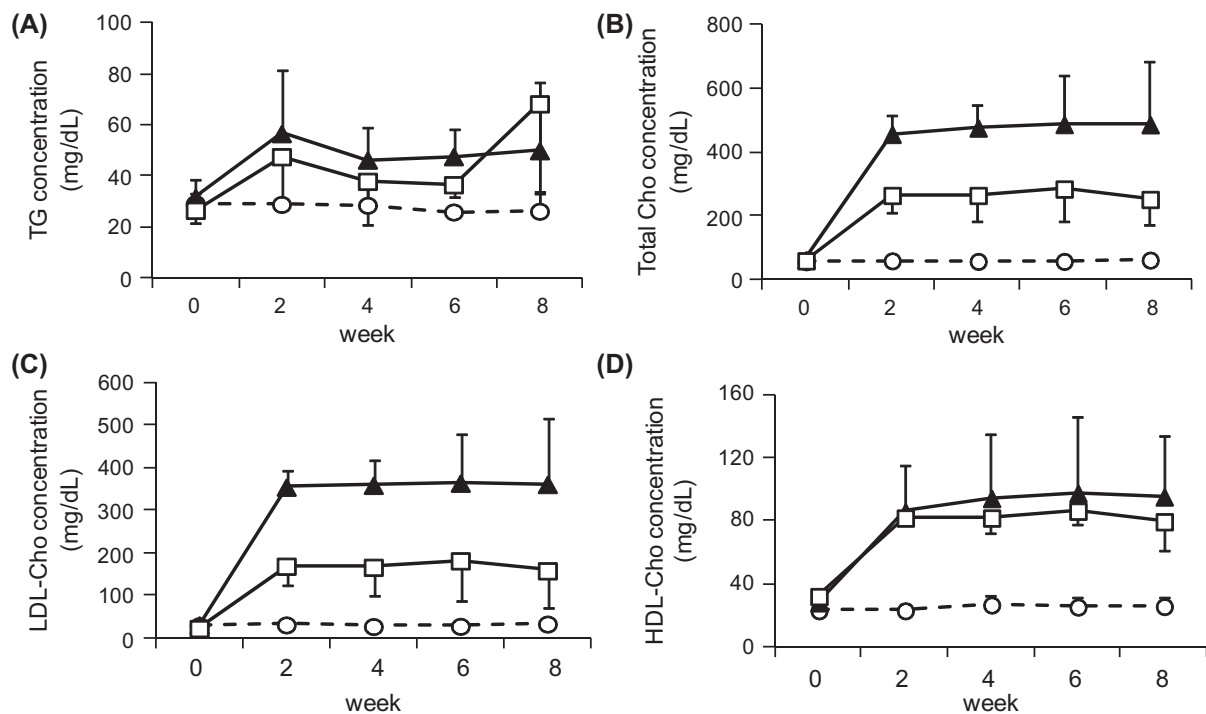 (A)
TG concentration
(mg/dL)
100
80
60
40
20
0
0 2 4 6 8
week
(B)
Total Cho concentration
(mg/dL)
800
600
400
200
0
0 2 4 6 8
week
(C)
LDL-Cho concentration
(mg/dL)
600
500
400
300
200
100
0
0 2 4 6 8
week
(D)
HDL-Cho concentration
(mg/dL)
160
120
80
40
0
0 2 4 6 8
week